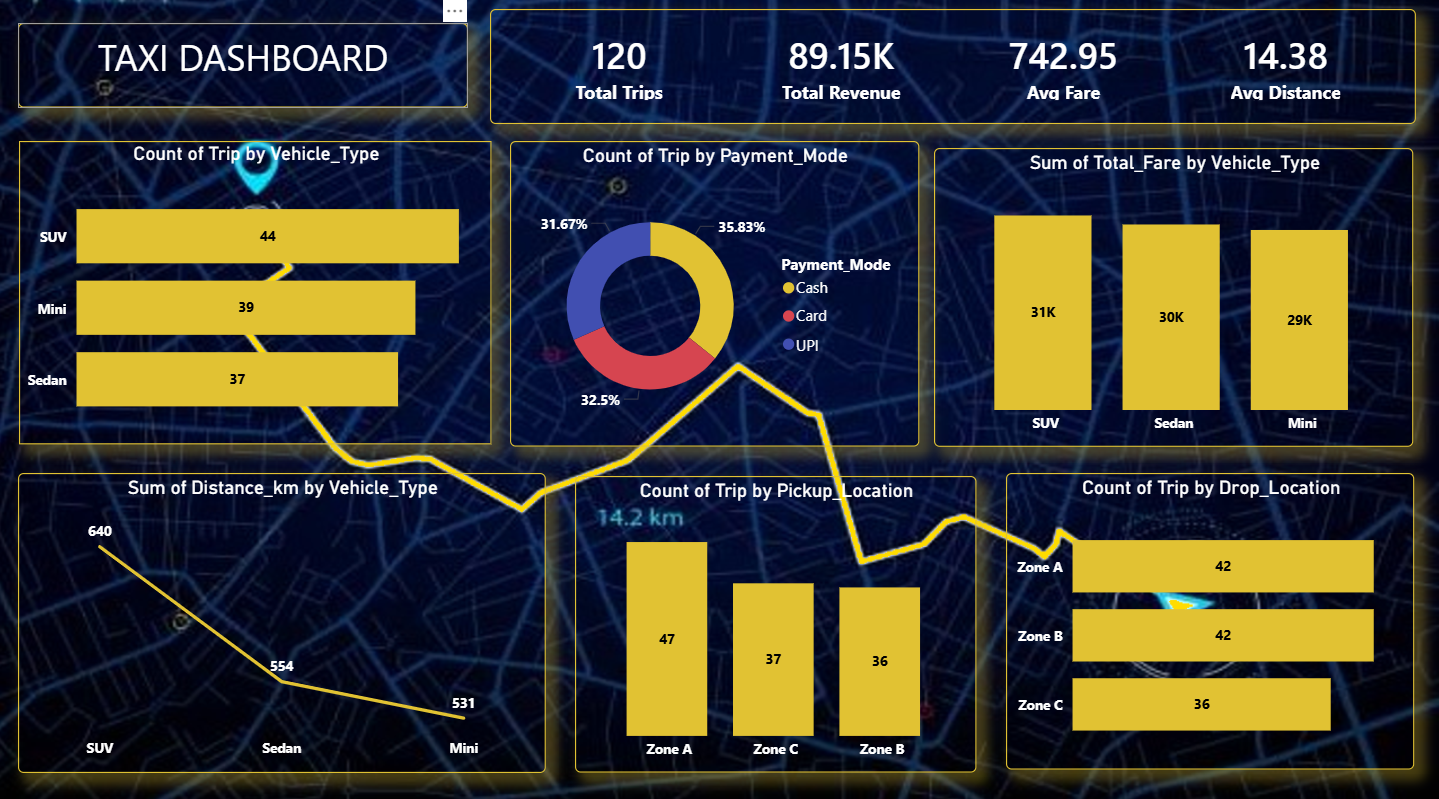 TAXI DASHBOARD
120
Total Trips
89.15K
Total Revenue
742.95
Avg Fare
14.38
Avg Distance
Count of Trip by Vehicle_Type
SUV 44
Mini 39
Sedan 37
Count of Trip by Payment_Mode
31.67%
35.83%
32.5%
Payment_Mode
Cash
Card
UPI
Sum of Total_Fare by Vehicle_Type
31K 30K 29K
SUV Sedan Mini
Sum of Distance_km by Vehicle_Type
640
554
531
SUV Sedan Mini
Count of Trip by Pickup_Location
14.2 km
47 37 36
Zone A Zone C Zone B
Count of Trip by Drop_Location
Zone A 42
Zone B 42
Zone C 36